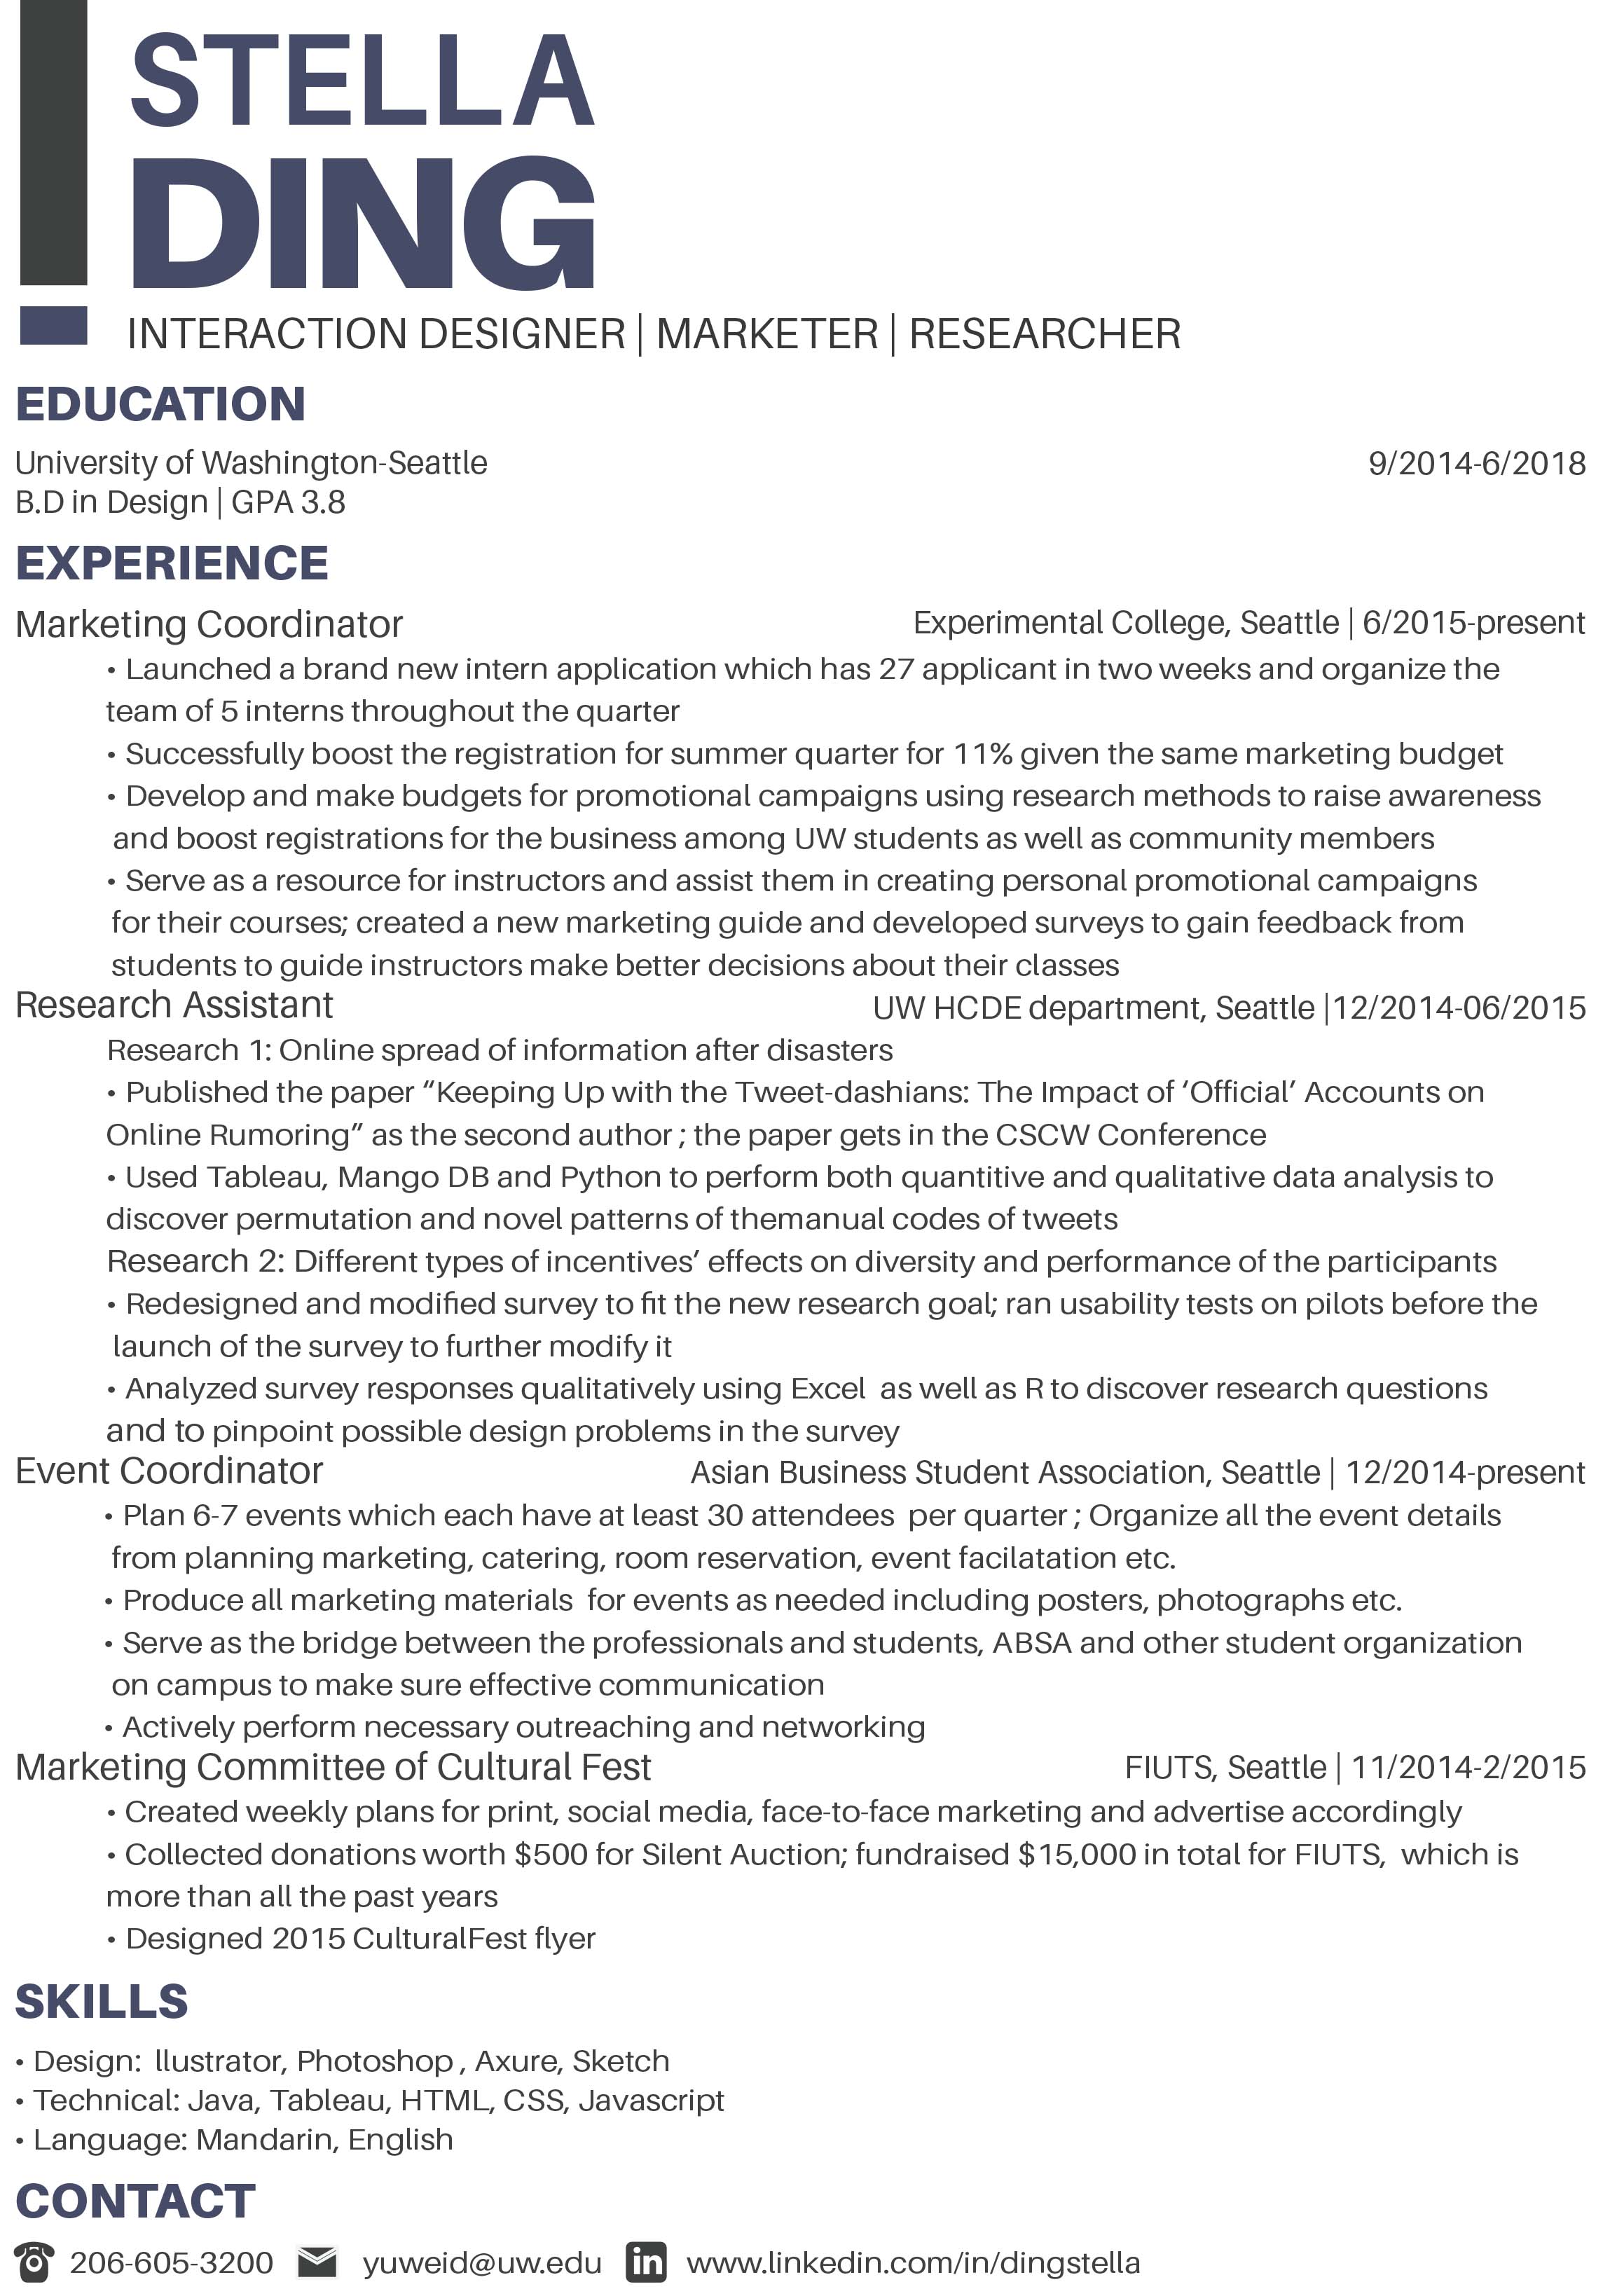 STELLA
DING
INTERACTION DESIGNER | MARKETER | RESEARCHER
EDUCATION
University of Washington-Seattle 9/2014-6/2018
B.D in Design | GPA 3.8
EXPERIENCE
Marketing Coordinator Experimental College, Seattle | 6/2015-present
• Launched a brand new intern application which has 27 applicant in two weeks and organize the
team of 5 interns throughout the quarter
• Successfully boost the registration for summer quarter for 11% given the same marketing budget
• Develop and make budgets for promotional campaigns using research methods to raise awareness
and boost registrations for the business among UW students as well as community members
• Serve as a resource for instructors and assist them in creating personal promotional campaigns
for their courses; created a new marketing guide and developed surveys to gain feedback from
students to guide instructors make better decisions about their classes
Research Assistant UW HCDE department, Seattle |12/2014-06/2015
Research 1: Online spread of information after disasters
• Published the paper “Keeping Up with the Tweet-dashians: The Impact of ‘Official’ Accounts on
Online Rumoring” as the second author ; the paper gets in the CSCW Conference
• Used Tableau, Mango DB and Python to perform both quantitive and qualitative data analysis to
discover permutation and novel patterns of themanual codes of tweets
Research 2: Different types of incentives’ effects on diversity and performance of the participants
• Redesigned and modified survey to fit the new research goal; ran usability tests on pilots before the
launch of the survey to further modify it
• Analyzed survey responses qualitatively using Excel as well as R to discover research questions
and to pinpoint possible design problems in the survey
Event Coordinator Asian Business Student Association, Seattle | 12/2014-present
• Plan 6-7 events which each have at least 30 attendees per quarter ; Organize all the event details
from planning marketing, catering, room reservation, event facilatation etc.
• Produce all marketing materials for events as needed including posters, photographs etc.
• Serve as the bridge between the professionals and students, ABSA and other student organization
on campus to make sure effective communication
• Actively perform necessary outreaching and networking
Marketing Committee of Cultural Fest FIUTS, Seattle | 11/2014-2/2015
• Created weekly plans for print, social media, face-to-face marketing and advertise accordingly
• Collected donations worth $500 for Silent Auction; fundraised $15,000 in total for FIUTS, which is
more than all the past years
• Designed 2015 CulturalFest flyer
SKILLS
• Design: llustrator, Photoshop , Axure, Sketch
• Technical: Java, Tableau, HTML, CSS, Javascript
• Language: Mandarin, English
CONTACT
206-605-3200 yuweid@uw.edu in www.linkedin.com/in/dingstella